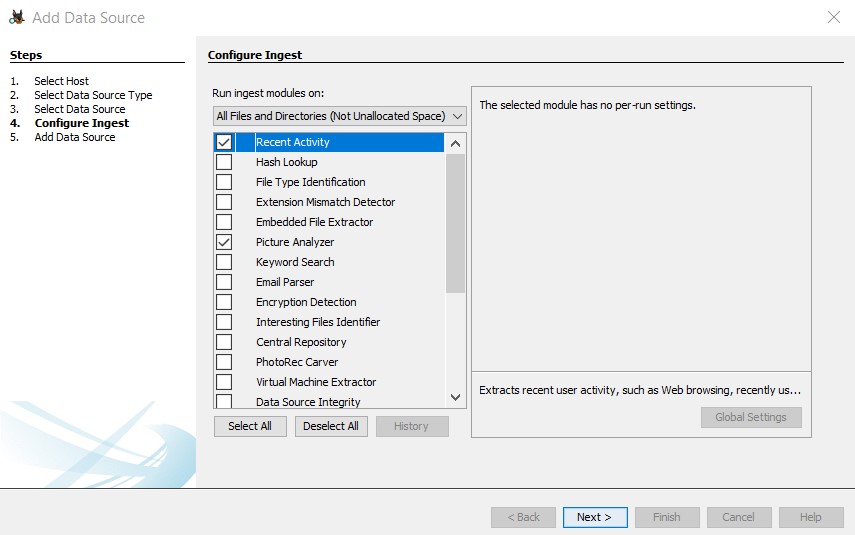 Add Data Source
Steps
1. Select Host
2. Select Data Source Type
3. Select Data Source
4. Configure Ingest
5. Add Data Source
Configure Ingest
Run ingest modules on:
All Files and Directories (Not Unallocated Space)
Recent Activity
Hash Lookup
File Type Identification
Extension Mismatch Detector
Embedded File Extractor
Picture Analyzer
Keyword Search
Email Parser
Encryption Detection
Interesting Files Identifier
Central Repository
PhotoRec Carver
Virtual Machine Extractor
Data Source Integrity
Select All
Deselect All
History
The selected module has no per-run settings.
Extracts recent user activity, such as Web browsing, recently us...
Global Settings
< Back
Next >
Finish
Cancel
Help